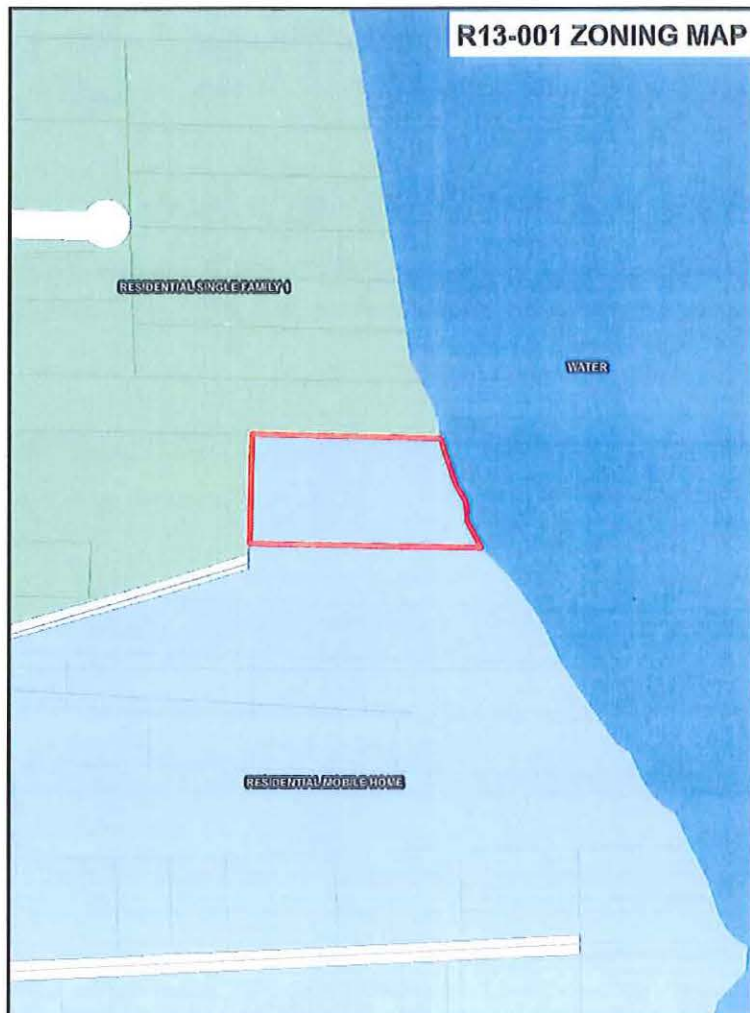 R13-001 ZONING MAP
RESIDENTIAL SINGLE FAMILY 1
WATER
RESIDENTIAL MOBILE HOME